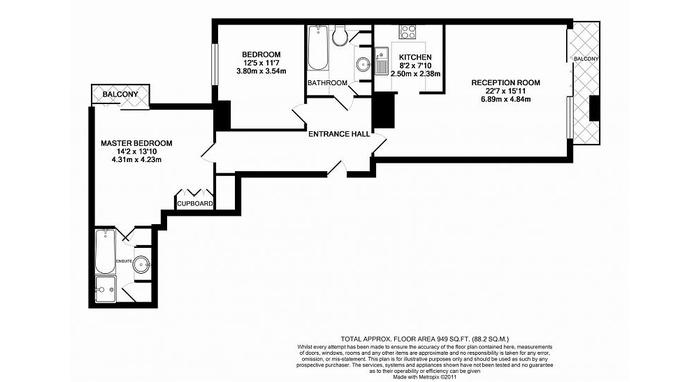 BALCONY
MASTER BEDROOM
14'2 x 13'10
4.31m x 4.23m
CUPBOARD
ENSUITE
BEDROOM
12'5 x 11'7
3.80m x 3.54m
BATHROOM
ENTRANCE HALL
KITCHEN
8'2 x 7'10
2.50m x 2.38m
RECEPTION ROOM
22'7 x 15'11
6.89m x 4.84m
BALCONY
TOTAL APPROX. FLOOR AREA 949 SQ.FT. (88.2 SQ.M.)
Whilst every attempt has been made to ensure the accuracy of the floor plan contained here, measurements
of doors, windows, rooms and any other items are approximate and no responsibility is taken for any error,
omission, or mis-statement. This plan is for illustrative purposes only and should be used as such by any
prospective purchaser. The services, systems and appliances shown have not been tested and no guarantee
as to their operability or efficiency can be given
Made with Metropix ©2011